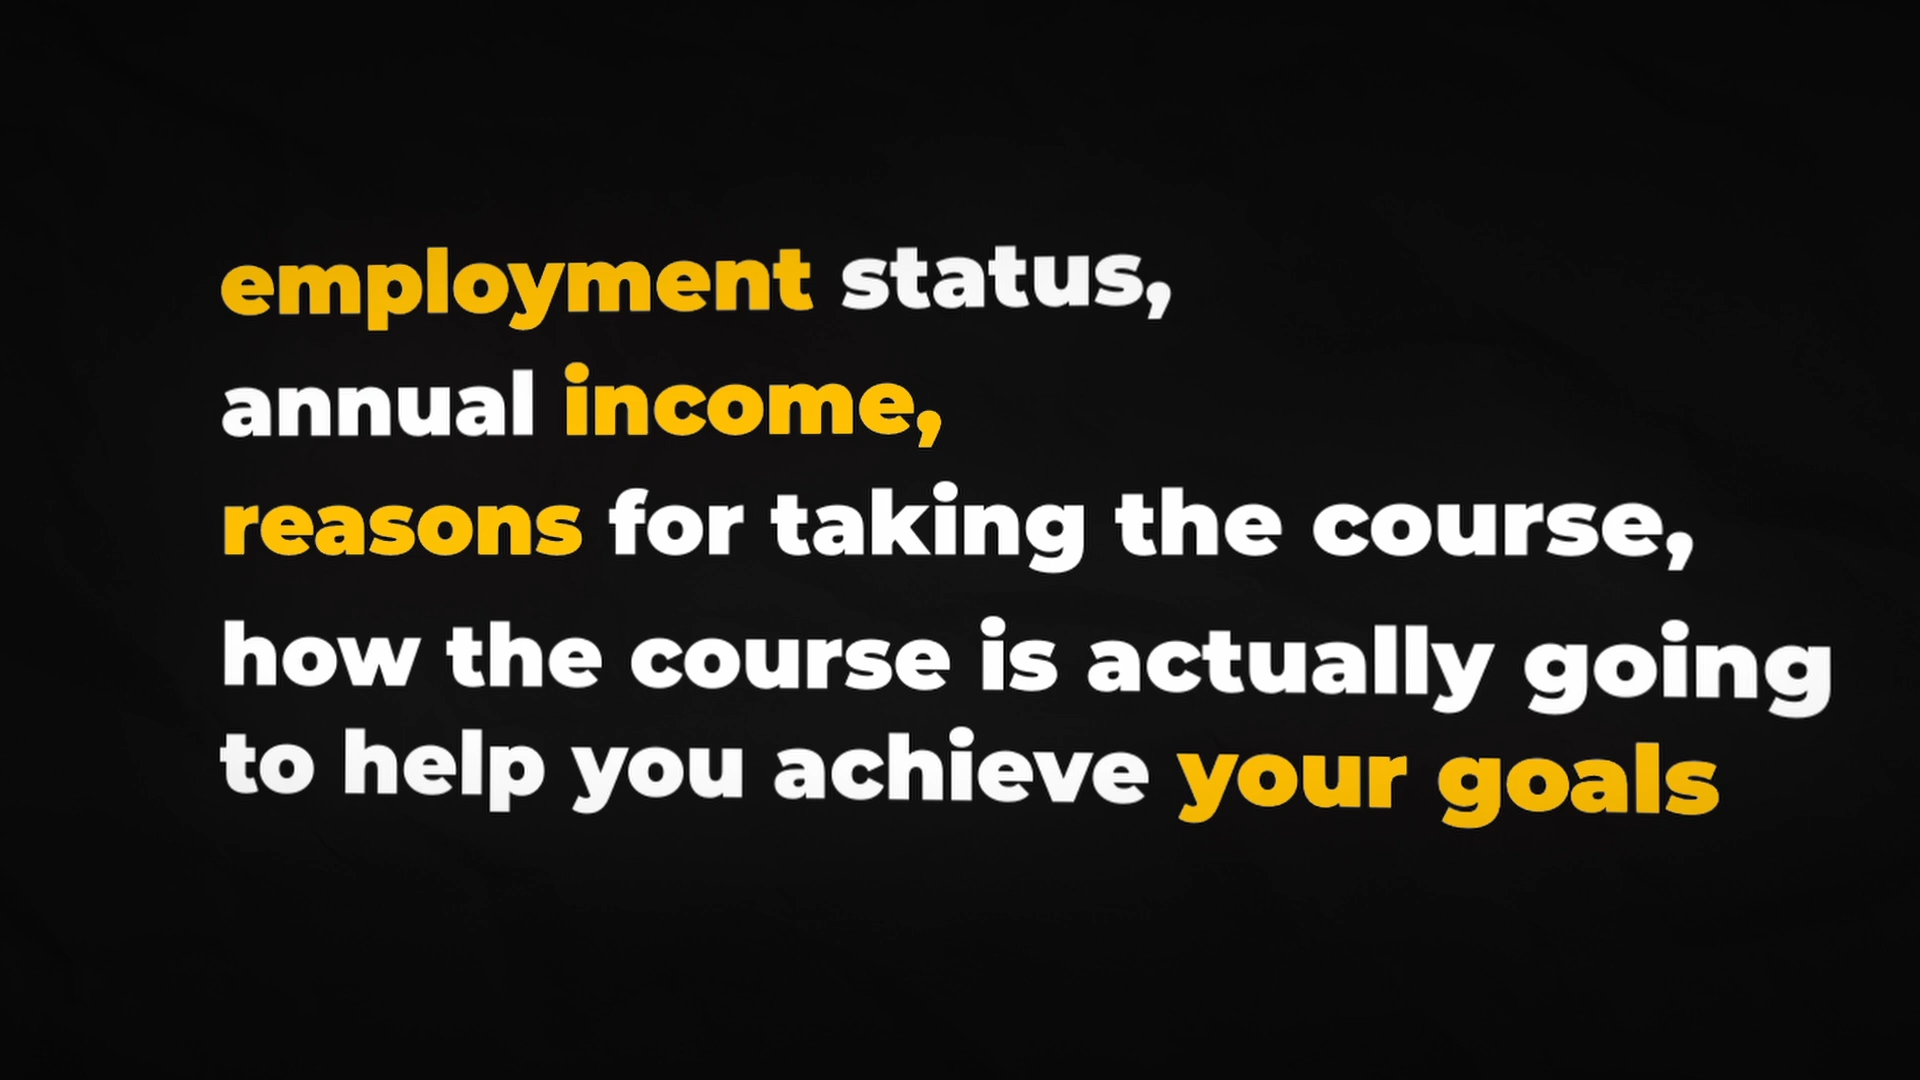 employment status,
annual income,
reasons for taking the course,
how the course is actually going
to help you achieve your goals